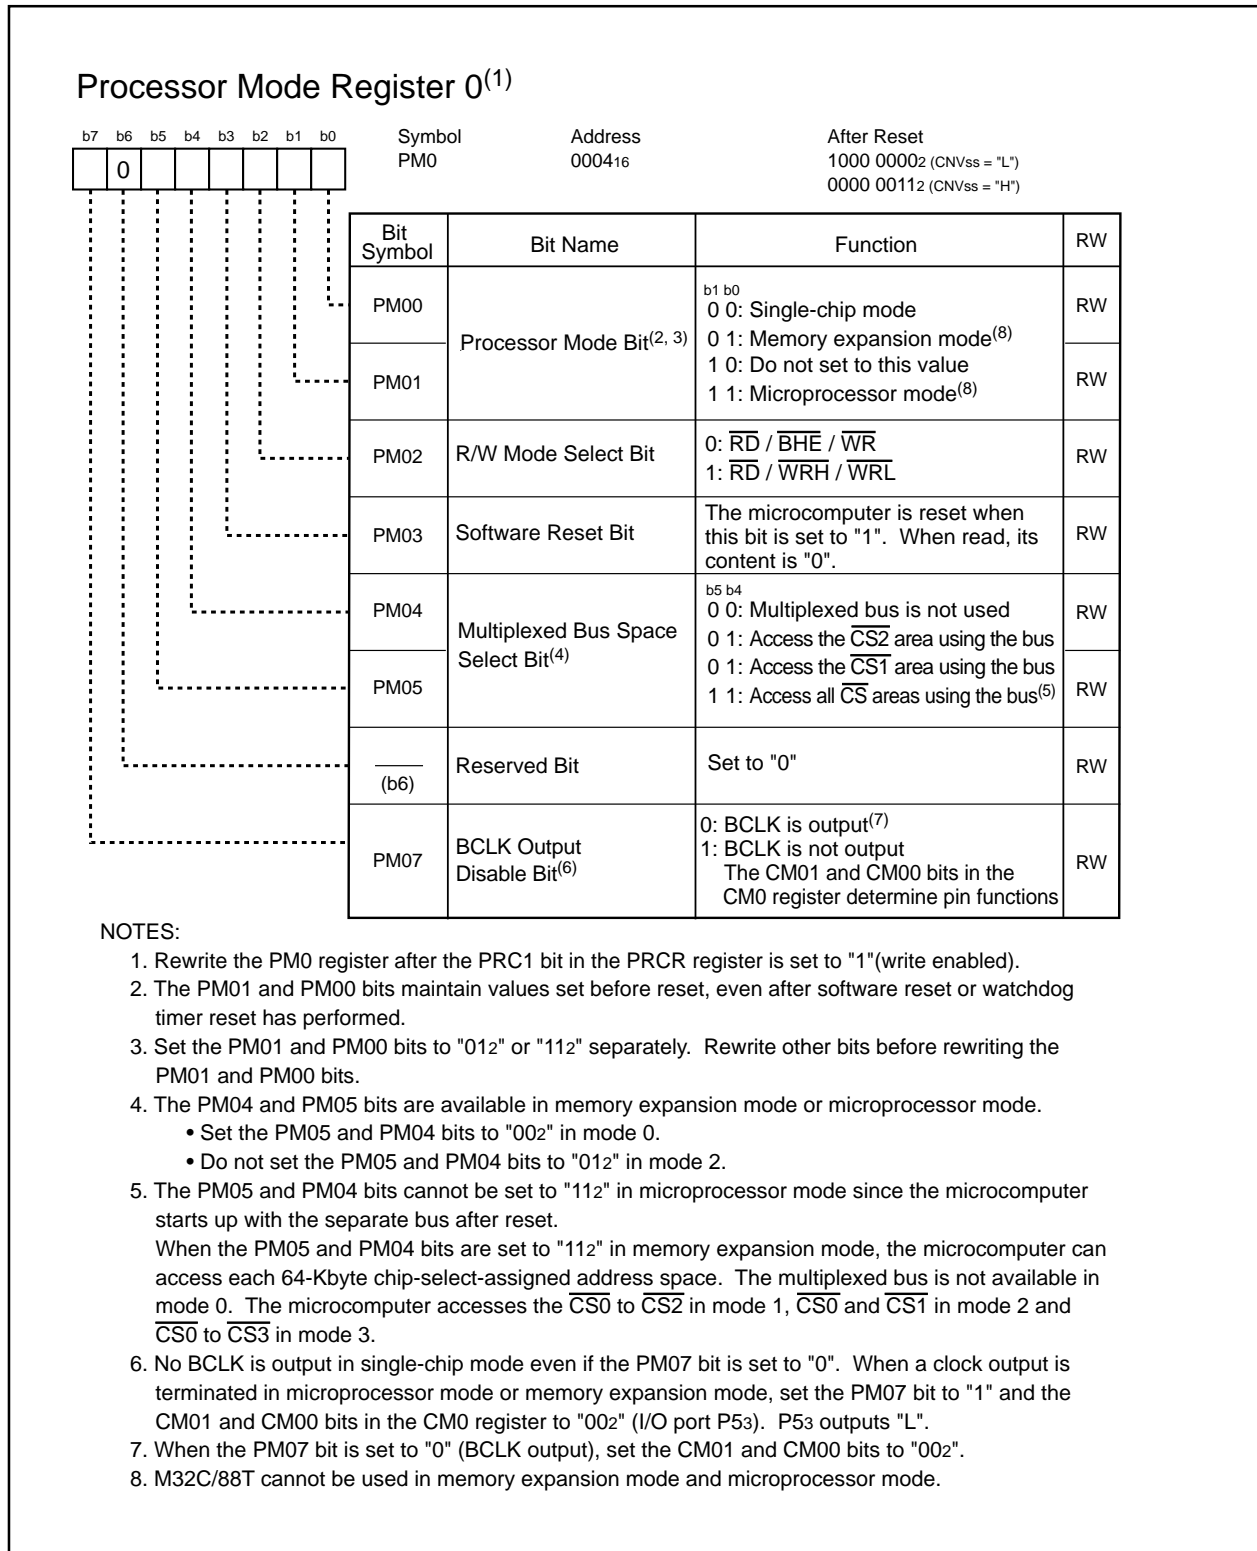 Processor Mode Register 0(1)
b7 b6 b5 b4 b3 b2 b1 b0
0
Symbol Address After Reset
PM0 000416 1000 00002 (CNVss = "L")
0000 00112 (CNVss = "H")
Bit Symbol Bit Name Function RW
PM00 RW
PM01 RW
Processor Mode Bit(2, 3)
b1 b0
0 0: Single-chip mode
0 1: Memory expansion mode(8)
1 0: Do not set to this value
1 1: Microprocessor mode(8)
PM02 R/W Mode Select Bit RW
0: RD / BHE / WR
1: RD / WRH / WRL
PM03 Software Reset Bit RW
The microcomputer is reset when
this bit is set to "1". When read, its
content is "0".
PM04 RW
PM05 RW
Multiplexed Bus Space
Select Bit(4)
b5 b4
0 0: Multiplexed bus is not used
0 1: Access the CS2 area using the bus
0 1: Access the CS1 area using the bus
1 1: Access all CS areas using the bus(5)
(b6) Reserved Bit Set to "0" RW
PM07 RW
BCLK Output
Disable Bit(6)
0: BCLK is output(7)
1: BCLK is not output
The CM01 and CM00 bits in the
CM0 register determine pin functions
NOTES:
1. Rewrite the PM0 register after the PRC1 bit in the PRCR register is set to "1"(write enabled).
2. The PM01 and PM00 bits maintain values set before reset, even after software reset or watchdog
timer reset has performed.
3. Set the PM01 and PM00 bits to "012" or "112" separately. Rewrite other bits before rewriting the
PM01 and PM00 bits.
4. The PM04 and PM05 bits are available in memory expansion mode or microprocessor mode.
• Set the PM05 and PM04 bits to "002" in mode 0.
• Do not set the PM05 and PM04 bits to "012" in mode 2.
5. The PM05 and PM04 bits cannot be set to "112" in microprocessor mode since the microcomputer
starts up with the separate bus after reset.
When the PM05 and PM04 bits are set to "112" in memory expansion mode, the microcomputer can
access each 64-Kbyte chip-select-assigned address space. The multiplexed bus is not available in
mode 0. The microcomputer accesses the CS0 to CS2 in mode 1, CS0 and CS1 in mode 2 and
CS0 to CS3 in mode 3.
6. No BCLK is output in single-chip mode even if the PM07 bit is set to "0". When a clock output is
terminated in microprocessor mode or memory expansion mode, set the PM07 bit to "1" and the
CM01 and CM00 bits in the CM0 register to "002" (I/O port P53). P53 outputs "L".
7. When the PM07 bit is set to "0" (BCLK output), set the CM01 and CM00 bits to "002".
8. M32C/88T cannot be used in memory expansion mode and microprocessor mode.